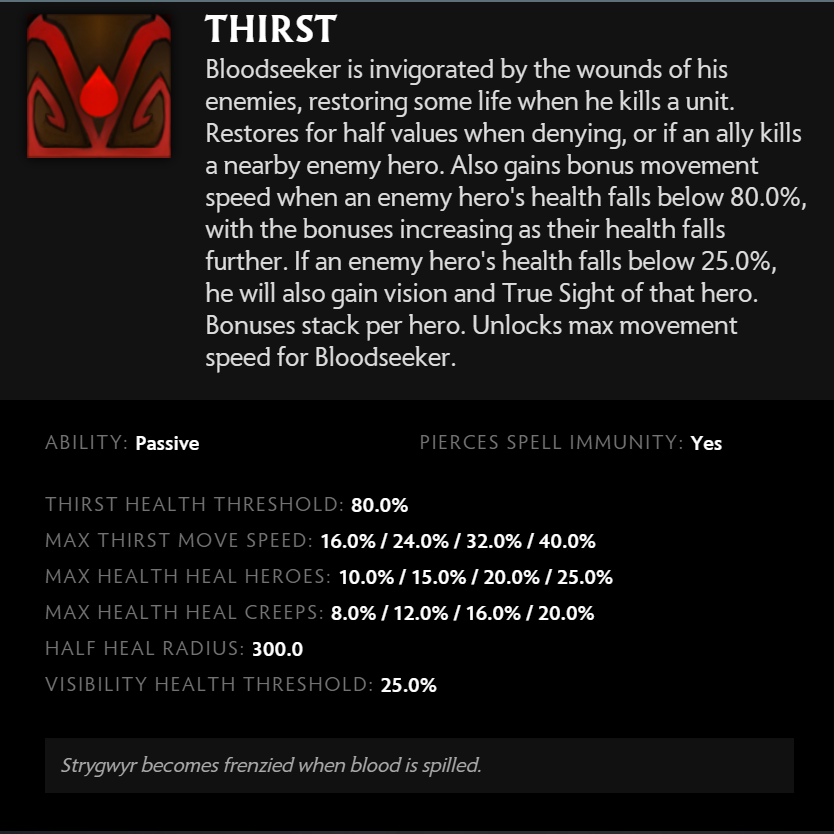 THIRST
Bloodseeker is invigorated by the wounds of his
enemies, restoring some life when he kills a unit.
Restores for half values when denying, or if an ally kills
a nearby enemy hero. Also gains bonus movement
speed when an enemy hero's health falls below 80.0%,
with the bonuses increasing as their health falls
further. If an enemy hero's health falls below 25.0%,
he will also gain vision and True Sight of that hero.
Bonuses stack per hero. Unlocks max movement
speed for Bloodseeker.
ABILITY: Passive PIERCES SPELL IMMUNITY: Yes
THIRST HEALTH THRESHOLD: 80.0%
MAX THIRST MOVE SPEED: 16.0% / 24.0% / 32.0% / 40.0%
MAX HEALTH HEAL HEROES: 10.0% / 15.0% / 20.0% / 25.0%
MAX HEALTH HEAL CREEPS: 8.0% / 12.0% / 16.0% / 20.0%
HALF HEAL RADIUS: 300.0
VISIBILITY HEALTH THRESHOLD: 25.0%
Strygwyr becomes frenzied when blood is spilled.